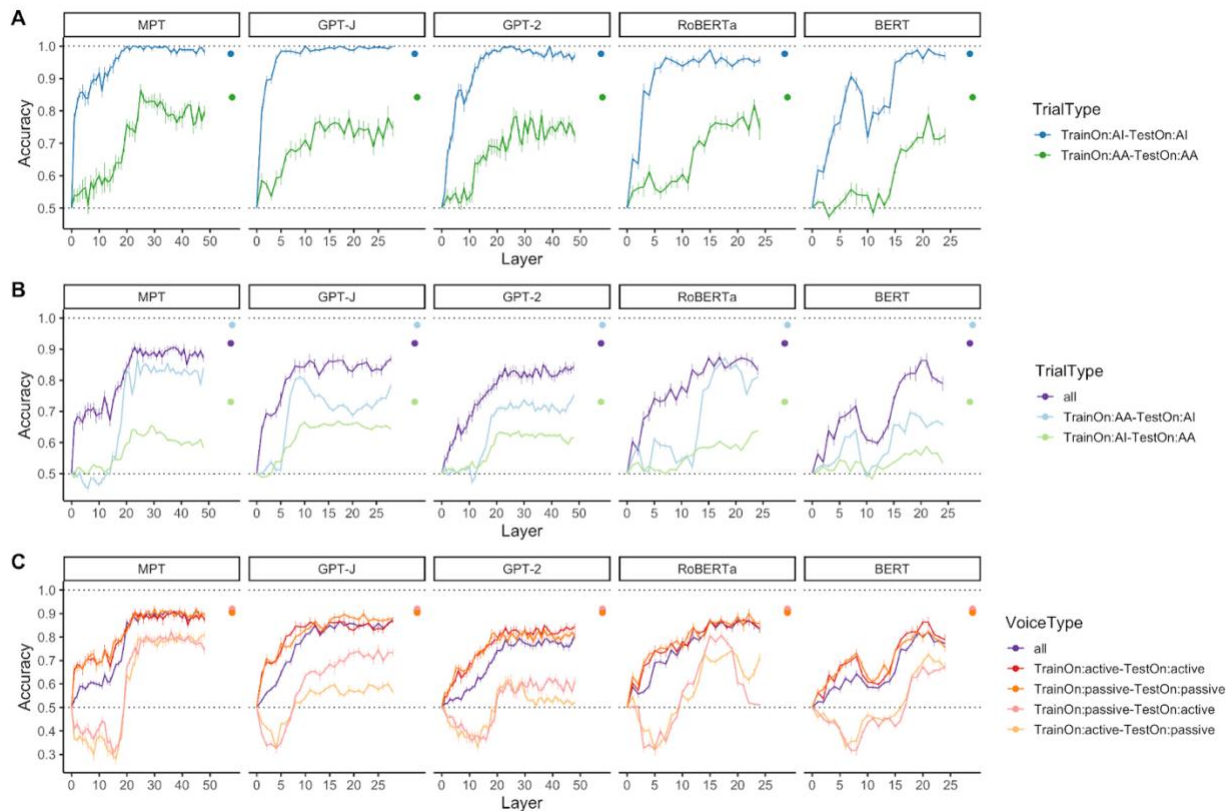 A
MPT GPT-J GPT-2 RoBERTa BERT
1.0
0.9
0.8
0.7
0.6
0.5
Accuracy
0 10 20 30 40 50 0 5 10 15 20 25 0 10 20 30 40 50 0 5 10 15 20 25 0 5 10 15 20 25
Layer
TrialType
TrainOn:AI-TestOn:AI
TrainOn:AA-TestOn:AA
B
MPT GPT-J GPT-2 RoBERTa BERT
1.0
0.9
0.8
0.7
0.6
0.5
Accuracy
0 10 20 30 40 50 0 5 10 15 20 25 0 10 20 30 40 50 0 5 10 15 20 25 0 5 10 15 20 25
Layer
TrialType
all
TrainOn:AA-TestOn:AI
TrainOn:AI-TestOn:AA
C
MPT GPT-J GPT-2 RoBERTa BERT
1.0
0.9
0.8
0.7
0.5
0.4
0.3
Accuracy
0 10 20 30 40 50 0 5 10 15 20 25 0 10 20 30 40 50 0 5 10 15 20 25 0 5 10 15 20 25
Layer
VoiceType
all
TrainOn:active-TestOn:active
TrainOn:passive-TestOn:passive
TrainOn:passive-TestOn:active
TrainOn:active-TestOn:passive